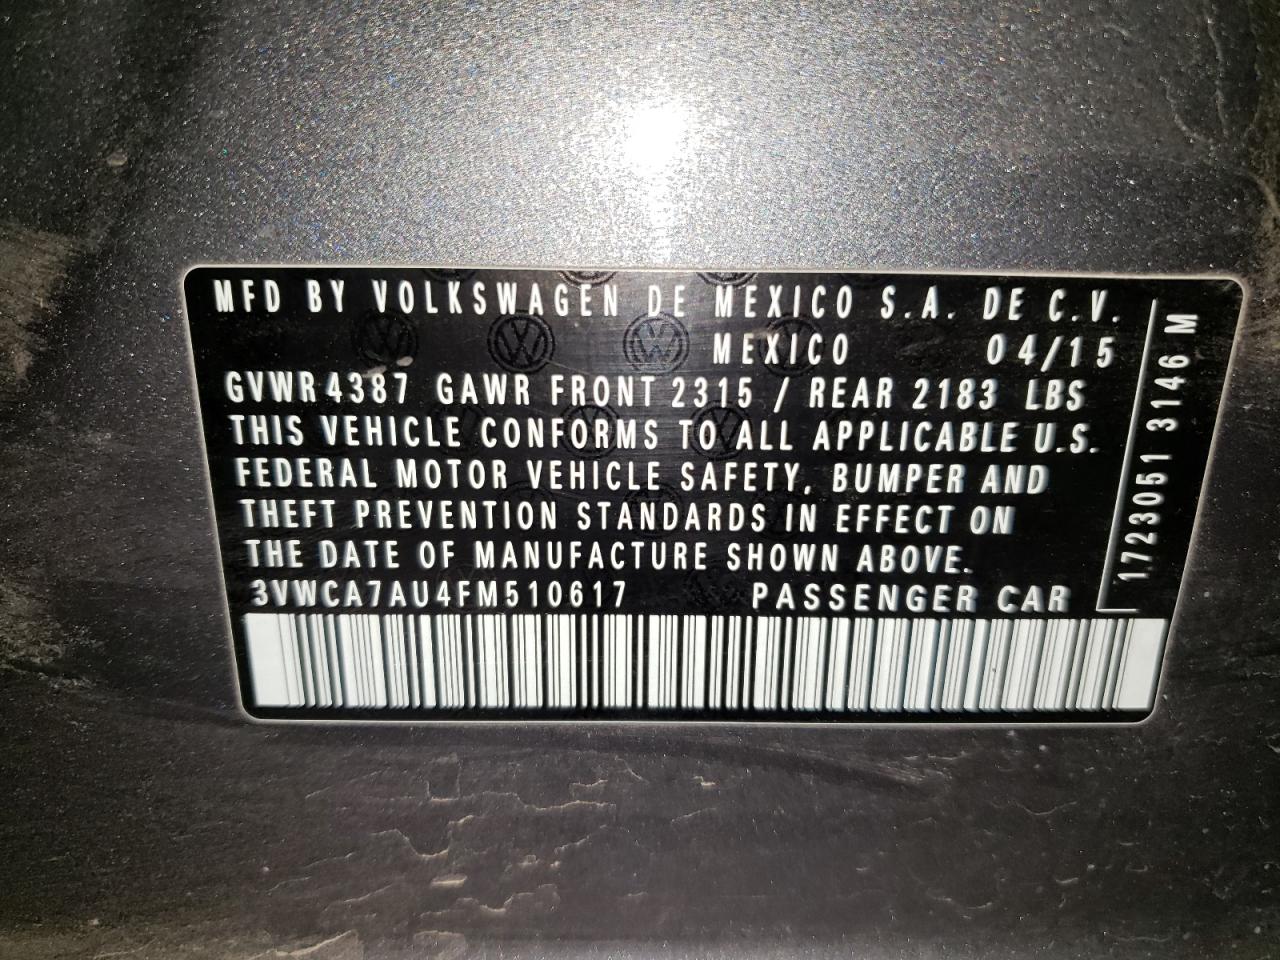 MFD BY VOLKSWAGEN DE MEXICO S.A. DE C.V.
MEXICO 04/15
GVWR 4387 GAWR FRONT 2315 / REAR 2183 LBS
THIS VEHICLE CONFORMS TO ALL APPLICABLE U.S.
FEDERAL MOTOR VEHICLE SAFETY, BUMPER AND
THEFT PREVENTION STANDARDS IN EFFECT ON
THE DATE OF MANUFACTURE SHOWN ABOVE.
3VWCA7AU4FM510617 PASSENGER CAR
1723051 3146 M